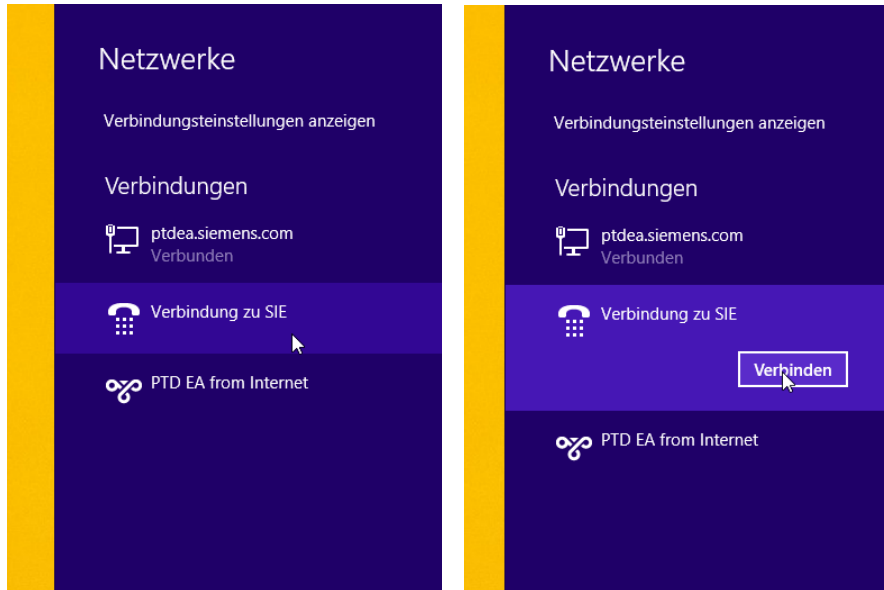 Netzwerke
Verbindungsteinstellungen anzeigen
Verbindungen
ptdea.siemens.com
Verbunden
Verbindung zu SIE
PTD EA from Internet
Netzwerke
Verbindungsteinstellungen anzeigen
Verbindungen
ptdea.siemens.com
Verbunden
Verbindung zu SIE
Verbinden
PTD EA from Internet